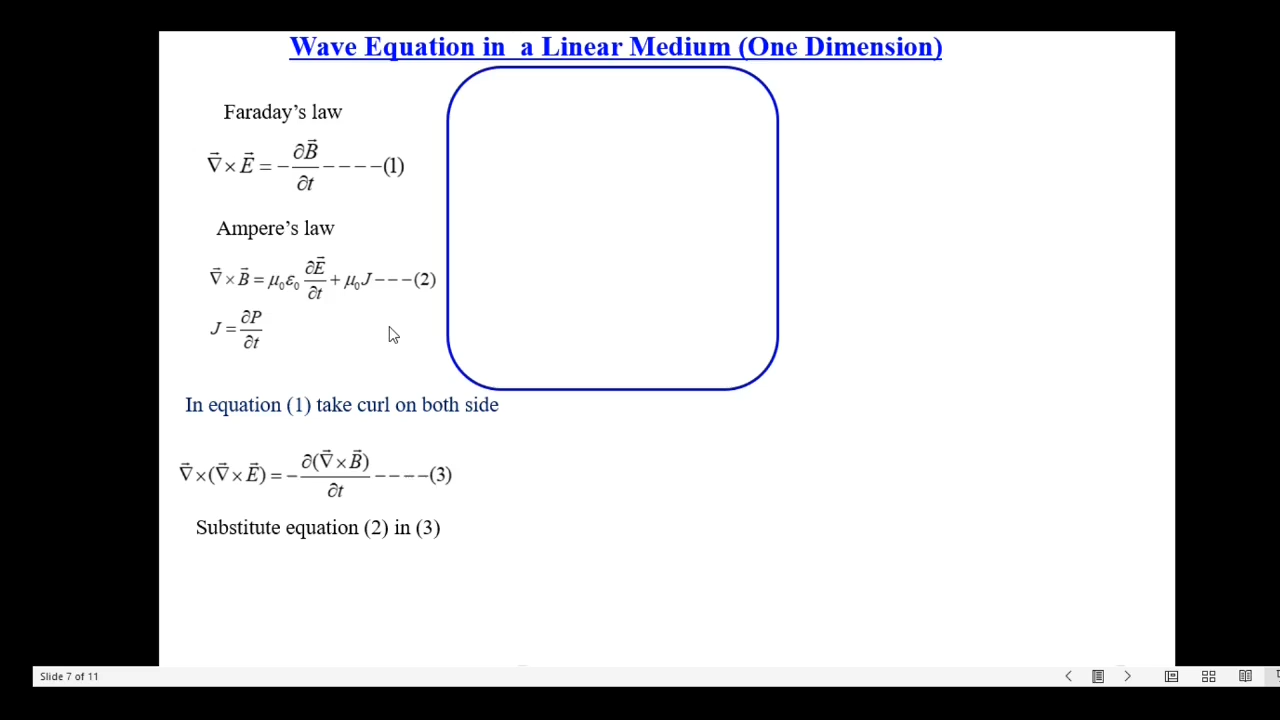 Wave Equation in a Linear Medium (One Dimension)
Faraday’s law
∇⃗ × E⃗ = − ∂B⃗/∂t − − − − (1)
Ampere’s law
∇⃗ × B⃗ = μ₀ε₀ ∂E⃗/∂t + μ₀J − − − (2)
J = ∂P/∂t
In equation (1) take curl on both side
∇⃗ × (∇⃗ × E⃗) = − ∂(∇⃗ × B⃗)/∂t − − − − (3)
Substitute equation (2) in (3)
Slide 7 of 11